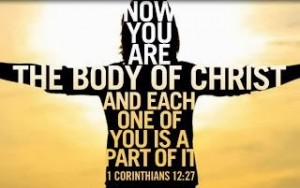 NOW
YOU
ARE
THE BODY OF CHRIST
AND EACH
ONE OF
YOU IS A
PART OF IT
1 CORINTHIANS 12:27